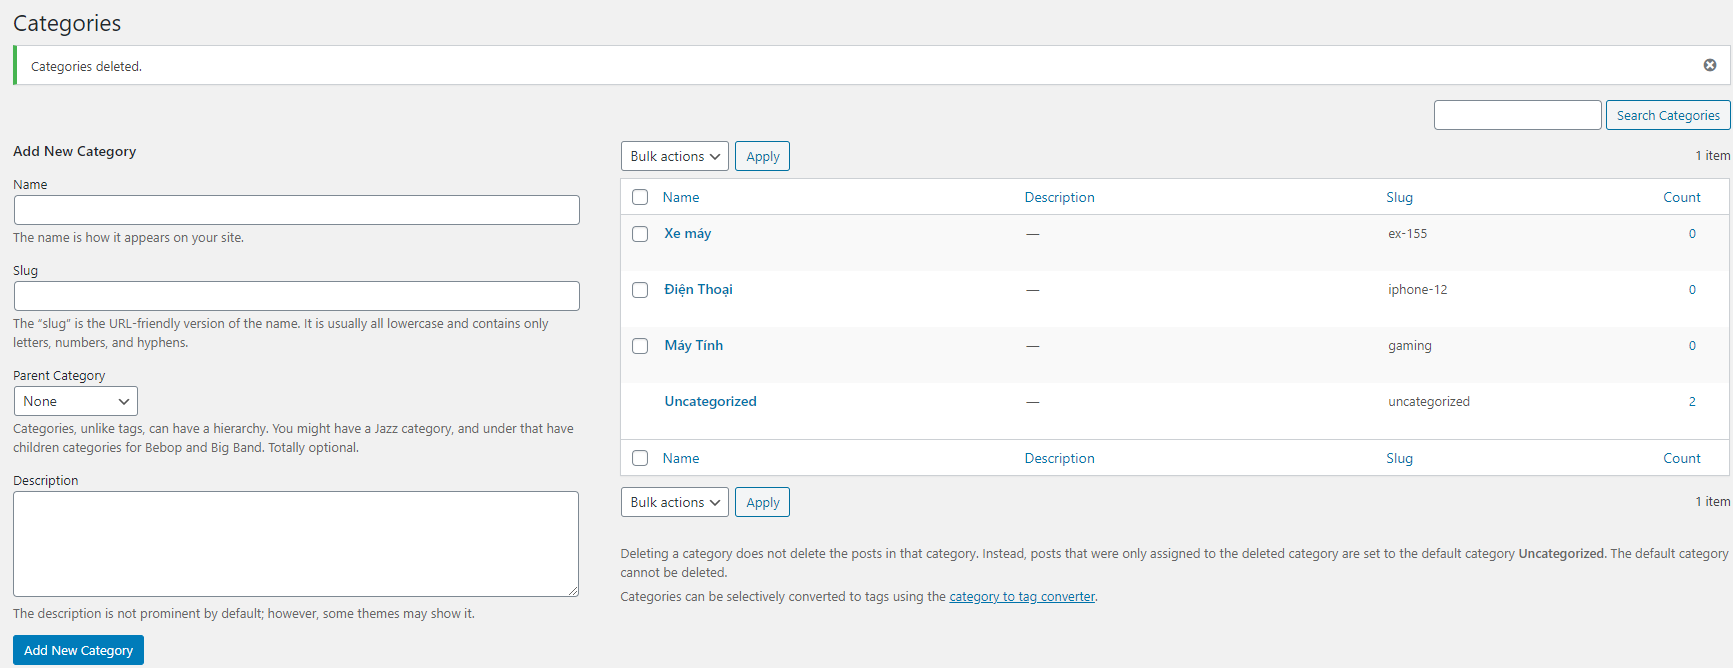 Categories
Categories deleted.
Search Categories
Add New Category
Name
The name is how it appears on your site.
Slug
The “slug” is the URL-friendly version of the name. It is usually all lowercase and contains only
letters, numbers, and hyphens.
Parent Category
None
Categories, unlike tags, can have a hierarchy. You might have a Jazz category, and under that have
children categories for Bebop and Big Band. Totally optional.
Description
The description is not prominent by default; however, some themes may show it.
Add New Category
Bulk actions Apply 1 item
Name Description Slug Count
Xe máy — ex-155 0
Điện Thoại — iphone-12 0
Máy Tính — gaming 0
Uncategorized — uncategorized 2
Name Description Slug Count
Bulk actions Apply 1 item
Deleting a category does not delete the posts in that category. Instead, posts that were only assigned to the deleted category are set to the default category Uncategorized. The default category
cannot be deleted.
Categories can be selectively converted to tags using the category to tag converter.